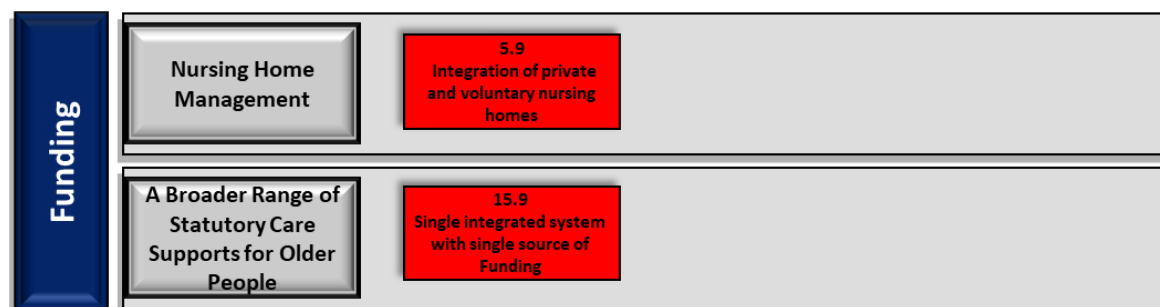 Funding
Nursing Home
Management
5.9
Integration of private
and voluntary nursing
homes
A Broader Range of
Statutory Care
Supports for Older
People
15.9
Single integrated system
with single source of
Funding